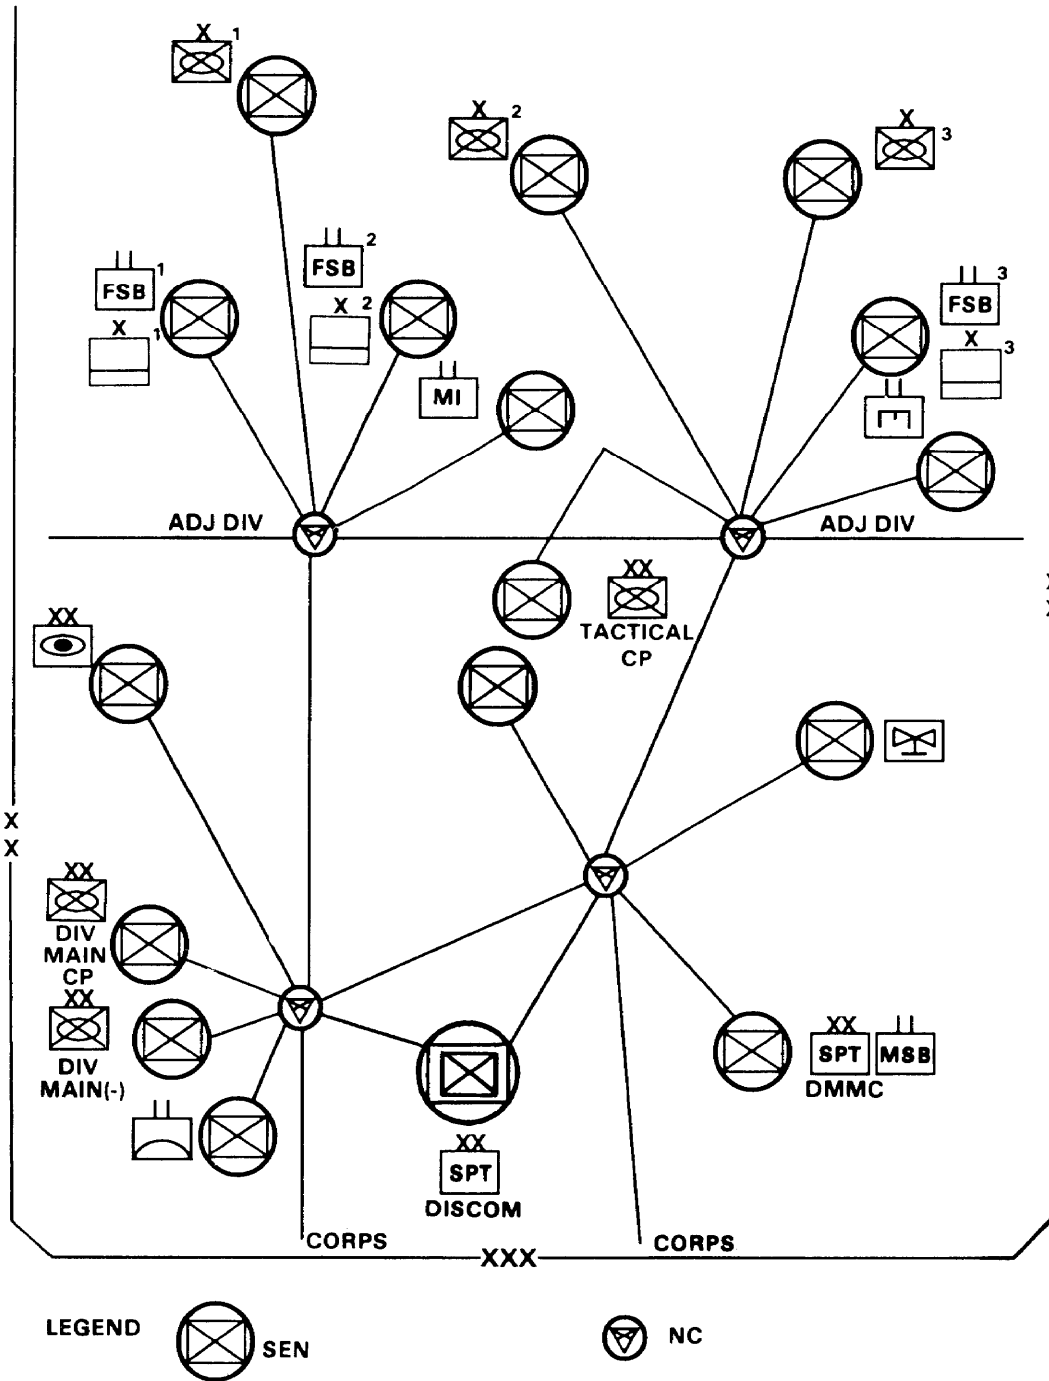 X 1
X 2
X 3
FSB 1
FSB 2
FSB 3
X 1
X 2
X 3
MI
ADJ DIV
ADJ DIV
XX
TACTICAL
CP
XX
X
X
XX
DIV
MAIN
CP
XX
DIV
MAIN(-)
XX
SPT
MSB
DMMC
XX
SPT
DISCOM
CORPS
XXX
CORPS
LEGEND
SEN
NC